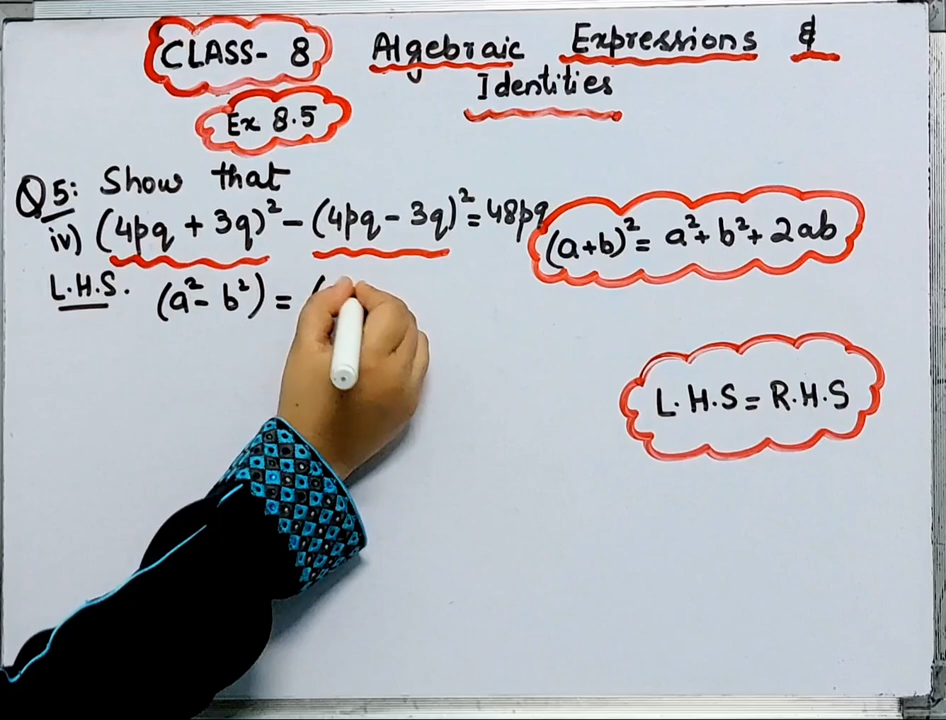 CLASS- 8 Algebraic Expressions &
Identities
Ex 8.5
Q5: Show that
iv) (4pq + 3q)² - (4pq - 3q)² = 48pq
(a+b)² = a² + b² + 2ab
L.H.S. (a² - b²) = (
L.H.S = R.H.S